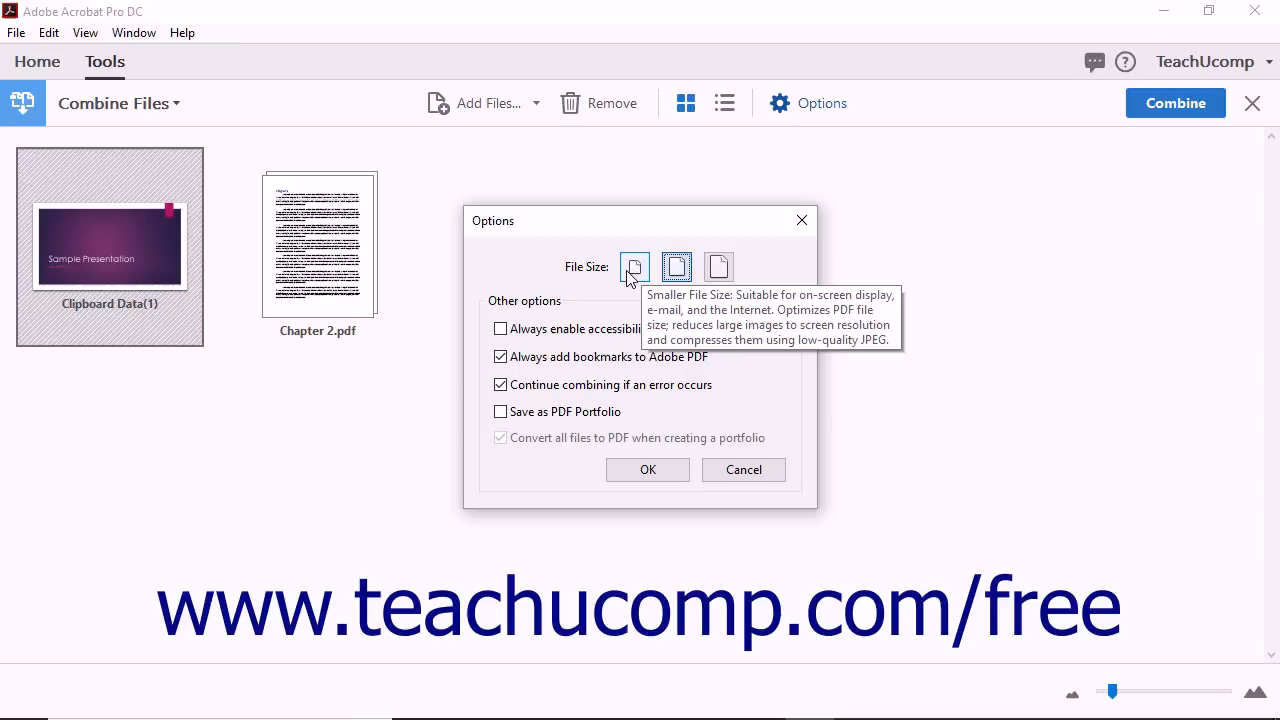 Adobe Acrobat Pro DC
File Edit View Window Help
Home Tools TeachUcomp
Combine Files Add Files... Remove Options Combine
Sample Presentation
Clipboard Data(1)
Chapter 2.pdf
Options
File Size:
Smaller File Size: Suitable for on-screen display,
e-mail, and the Internet. Optimizes PDF file
size; reduces large images to screen resolution
and compresses them using low-quality JPEG.
Other options
Always enable accessibili
Always add bookmarks to Adobe PDF
Continue combining if an error occurs
Save as PDF Portfolio
Convert all files to PDF when creating a portfolio
OK Cancel
www.teachucomp.com/free